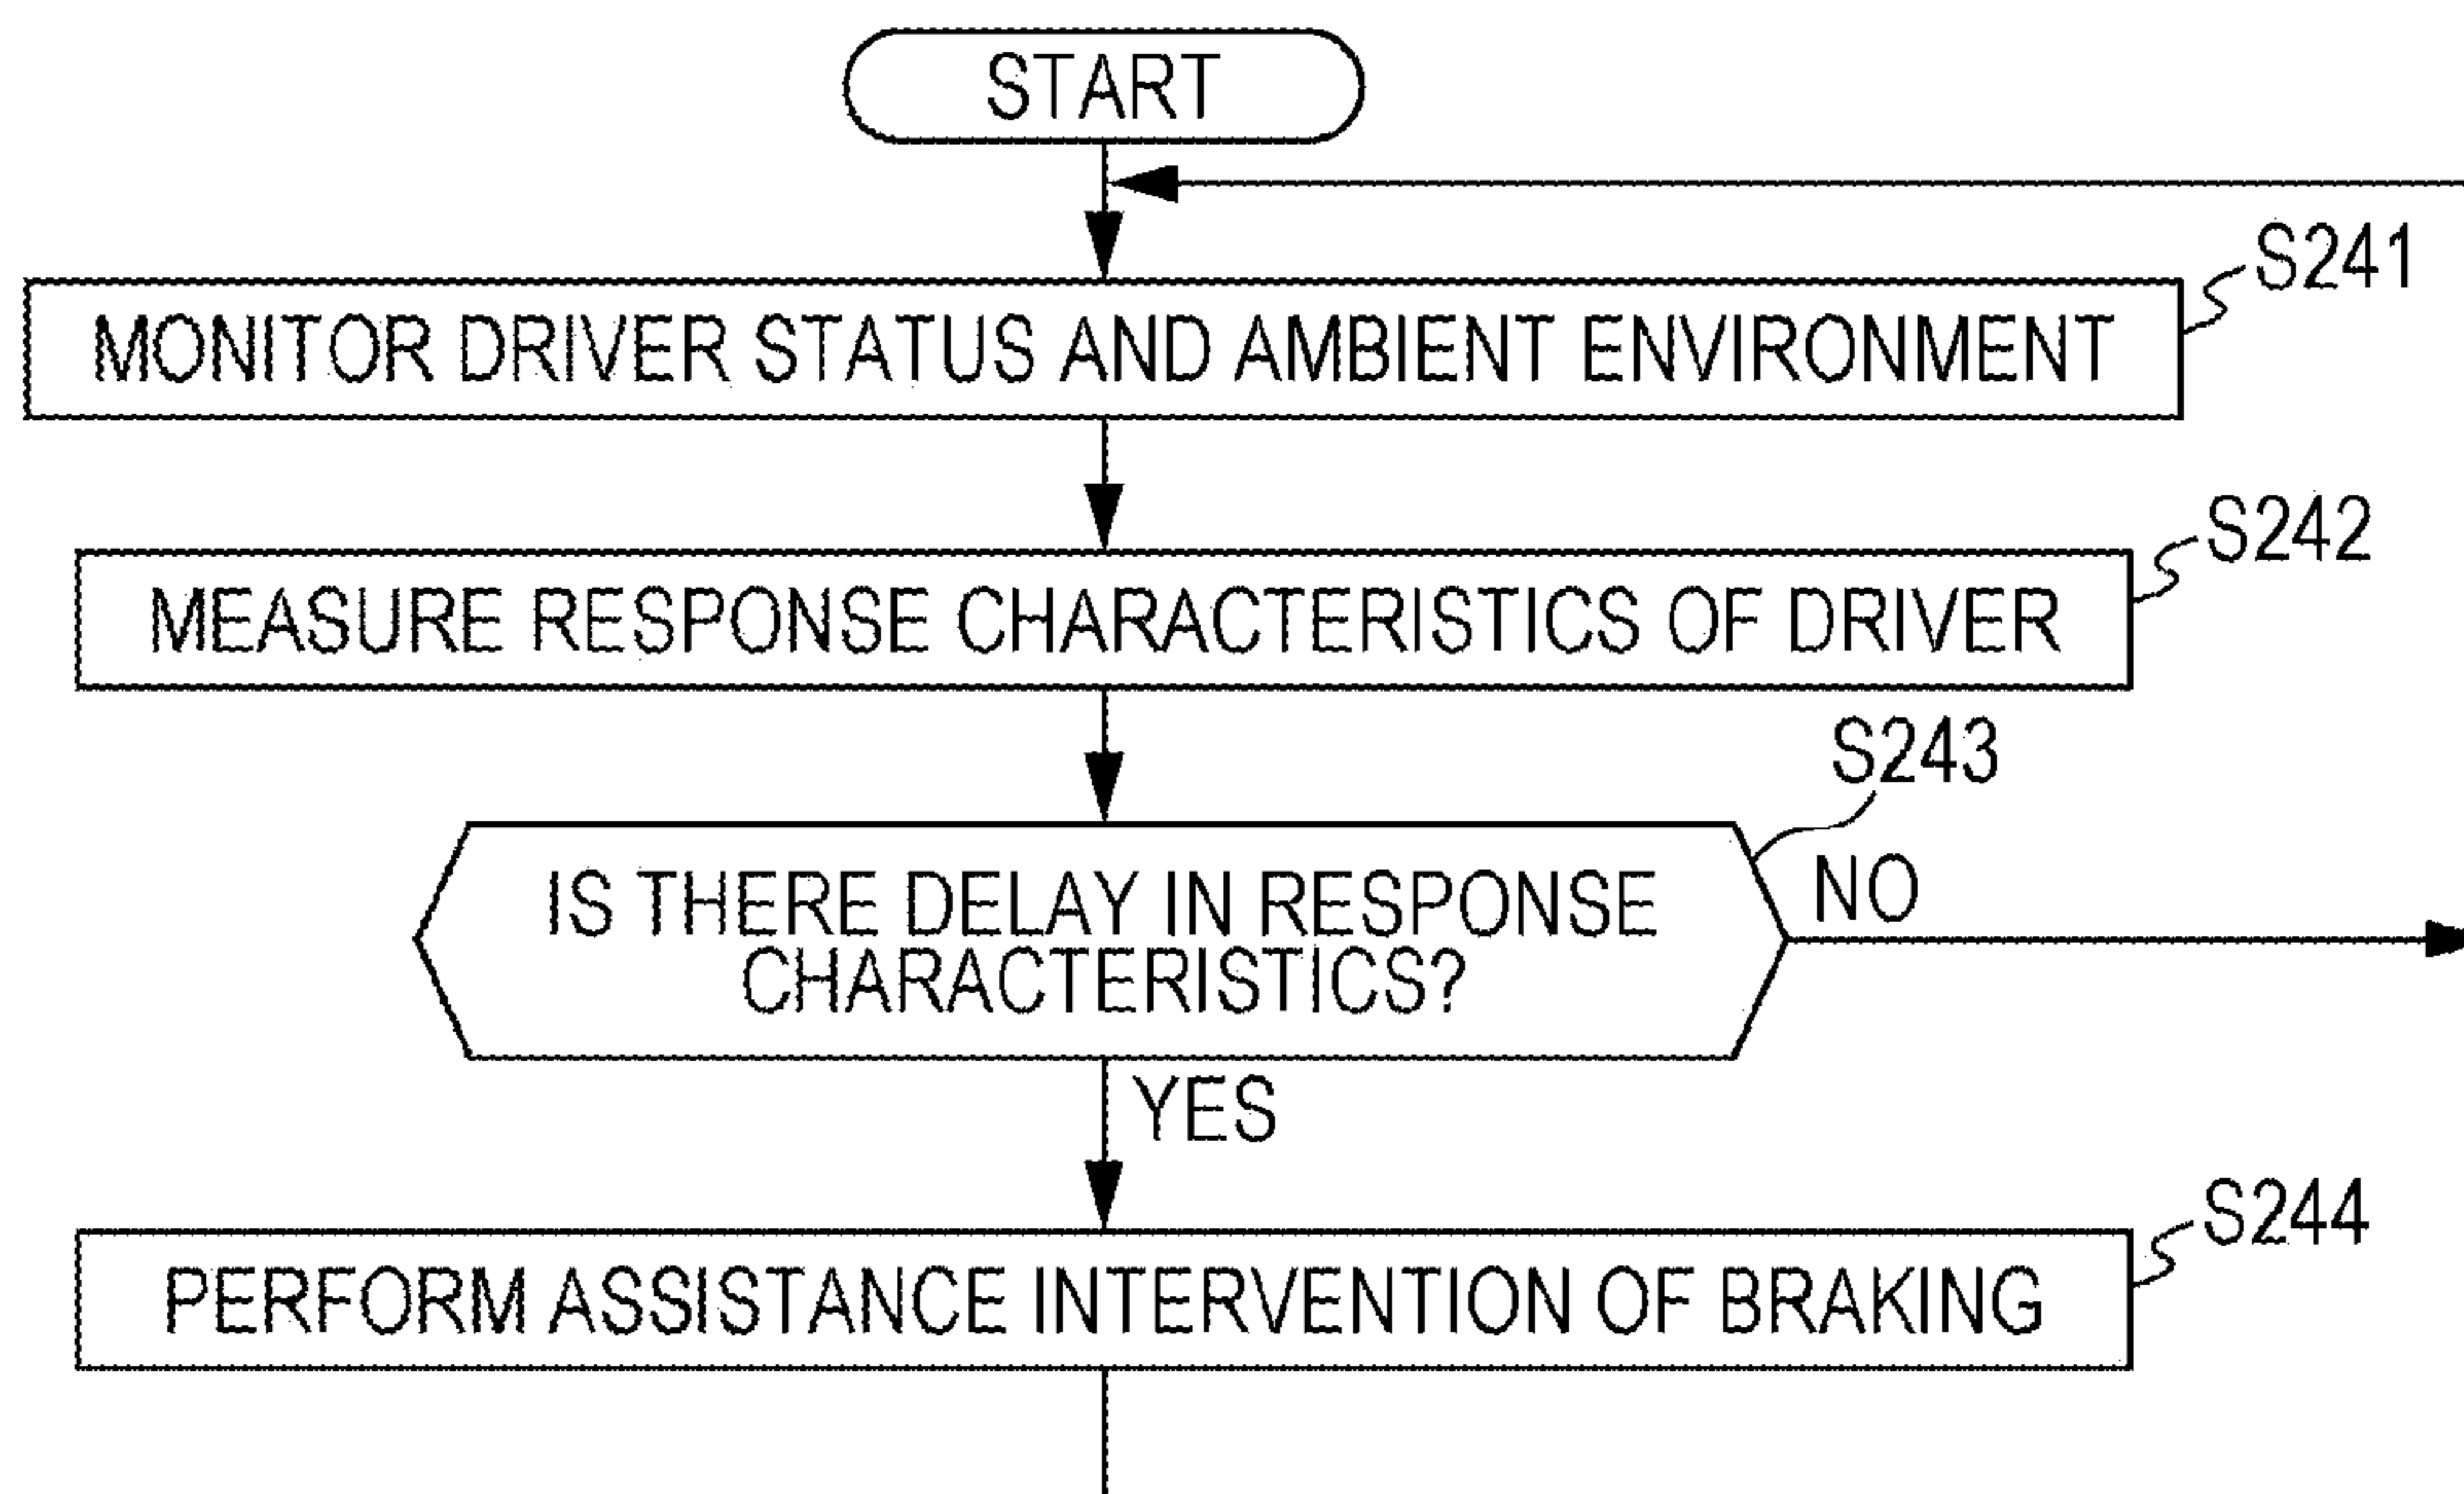 START
S241
MONITOR DRIVER STATUS AND AMBIENT ENVIRONMENT
S242
MEASURE RESPONSE CHARACTERISTICS OF DRIVER
S243
IS THERE DELAY IN RESPONSE
CHARACTERISTICS?
NO
YES
S244
PERFORM ASSISTANCE INTERVENTION OF BRAKING